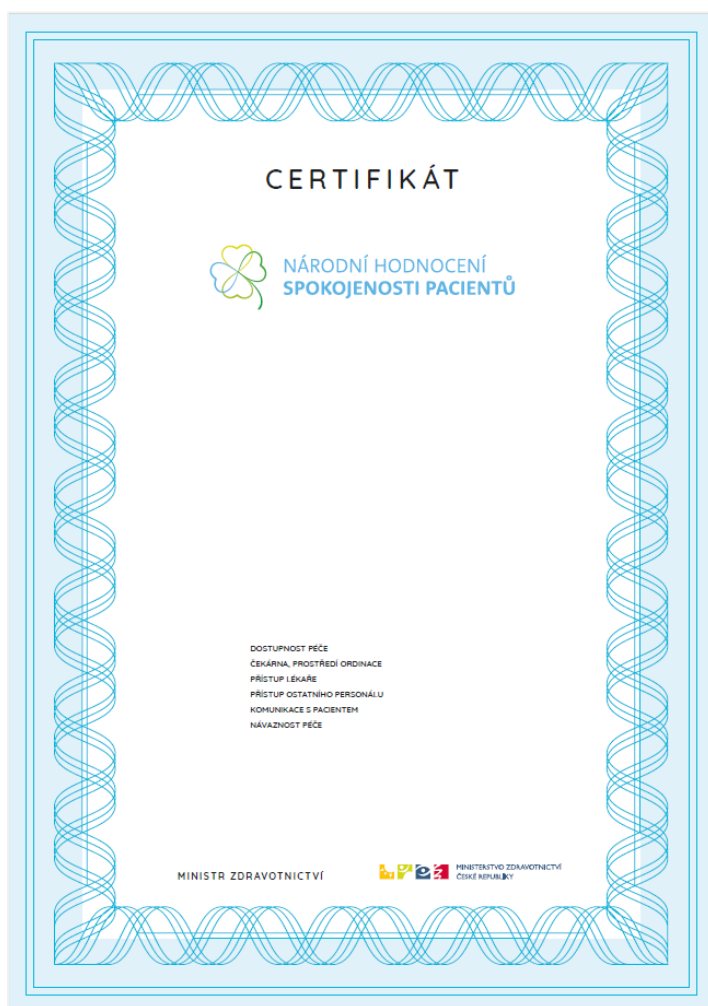 CERTIFIKÁT
NÁRODNÍ HODNOCENÍ
SPOKOJENOSTI PACIENTŮ
DOSTUPNOST PÉČE
ČEKÁRNA, PROSTŘEDÍ ORDINACE
PŘÍSTUP LÉKAŘE
PŘÍSTUP OSTATNÍHO PERSONÁLU
KOMUNIKACE S PACIENTEM
NÁVAZNOST PÉČE
MINISTR ZDRAVOTNICTVÍ
MINISTERSTVO ZDRAVOTNICTVÍ
ČESKÉ REPUBLIKY